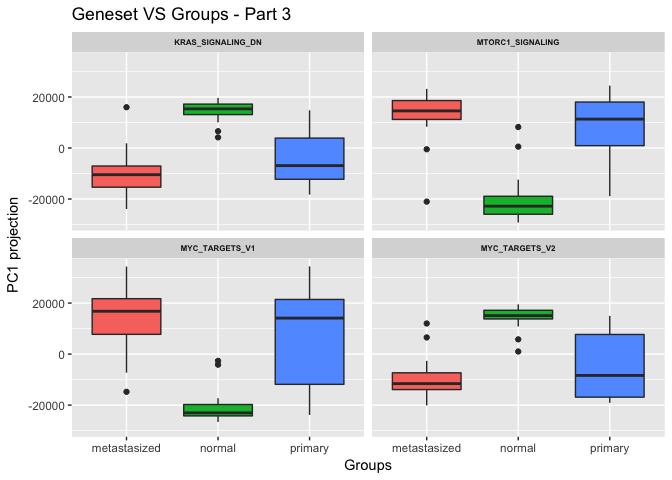 Geneset VS Groups - Part 3
KRAS_SIGNALING_DN
MTORC1_SIGNALING
20000
0
-20000
MYC_TARGETS_V1
MYC_TARGETS_V2
20000
0
-20000
PC1 projection
metastasized normal primary
metastasized normal primary
Groups